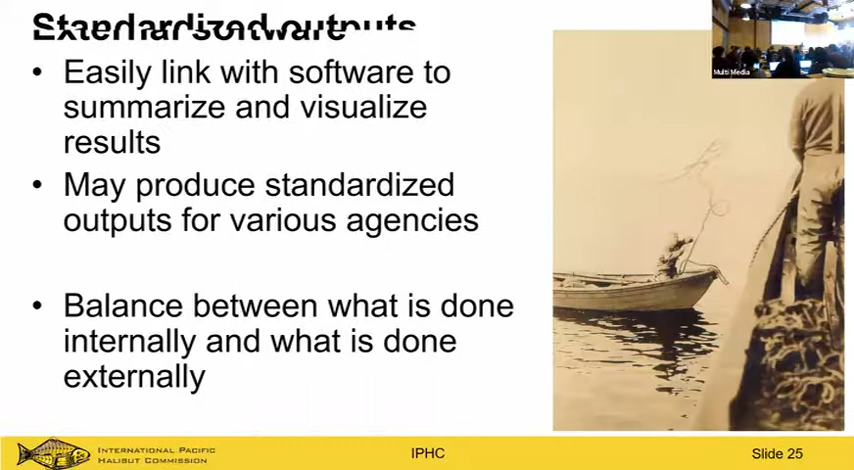 Easily link with software to
summarize and visualize
results
May produce standardized
outputs for various agencies
Balance between what is done
internally and what is done
externally
Multi Media
INTERNATIONAL PACIFIC
HALIBUT COMMISSION
IPHC
Slide 25